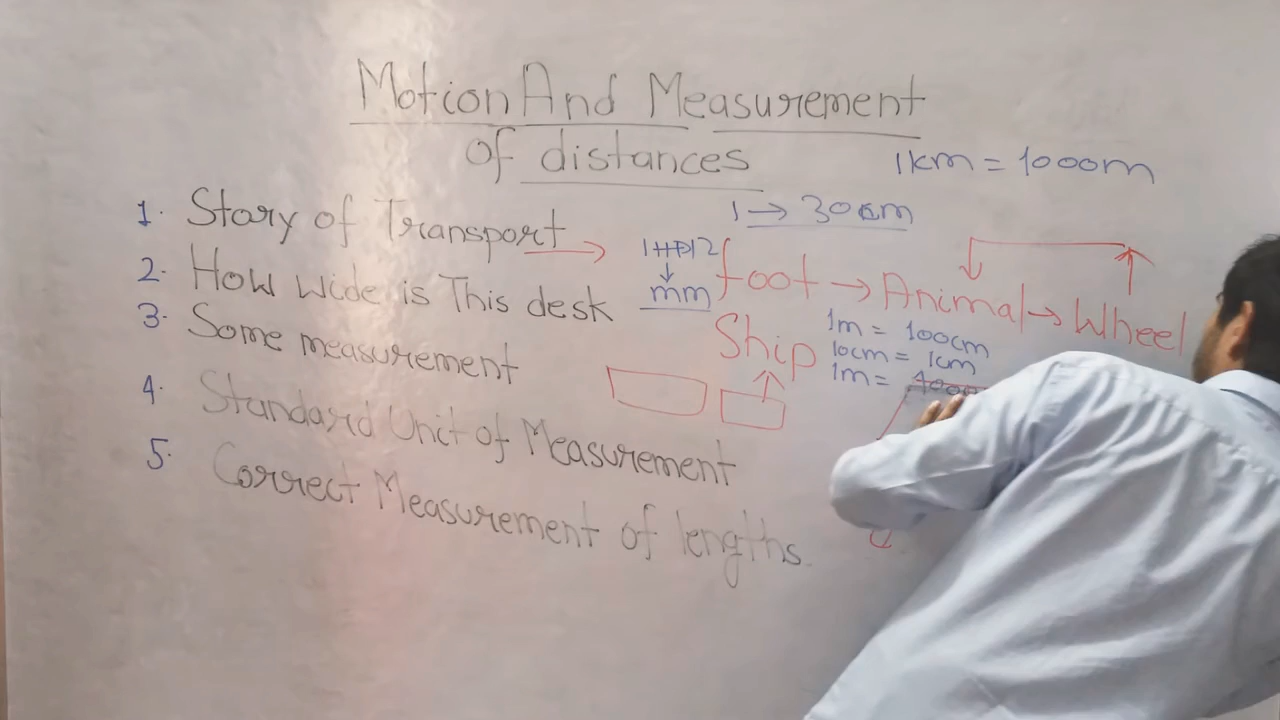 Motion And Measurement
of distances
1km = 1000m
1. Story of Transport
1 → 30cm
2. How wide is This desk
mm
foot → Animal → Wheel
3. Some measurement
Ship
1m = 100cm
10cm = 1cm
1m = 1000
4. Standard Unit of Measurement
5. Correct Measurement of lengths.